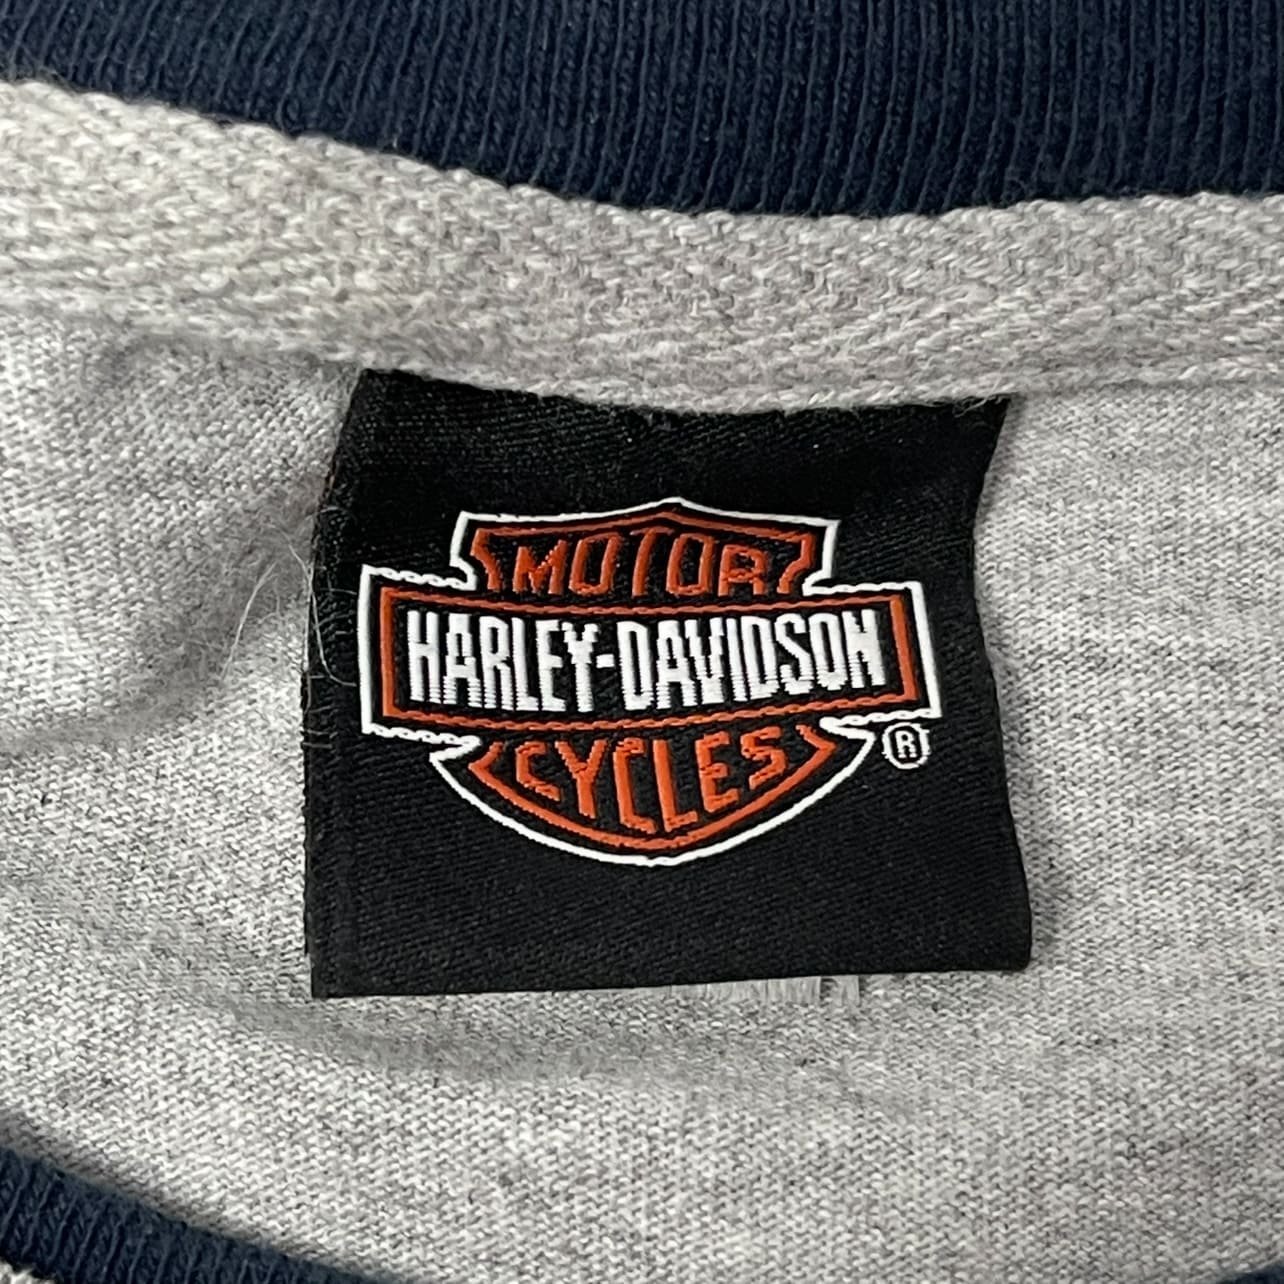 MOTOR
HARLEY-DAVIDSON
CYCLES
®